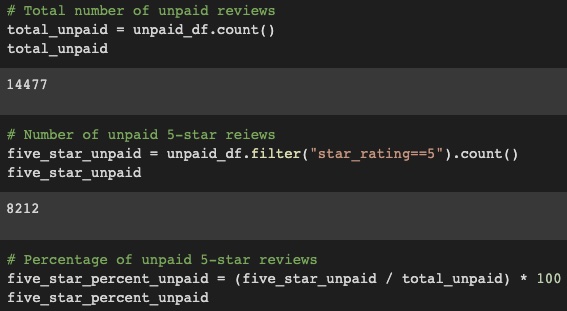 # Total number of unpaid reviews
total_unpaid = unpaid_df.count()
total_unpaid
14477
# Number of unpaid 5-star reiews
five_star_unpaid = unpaid_df.filter("star_rating==5").count()
five_star_unpaid
8212
# Percentage of unpaid 5-star reviews
five_star_percent_unpaid = (five_star_unpaid / total_unpaid) * 100
five_star_percent_unpaid